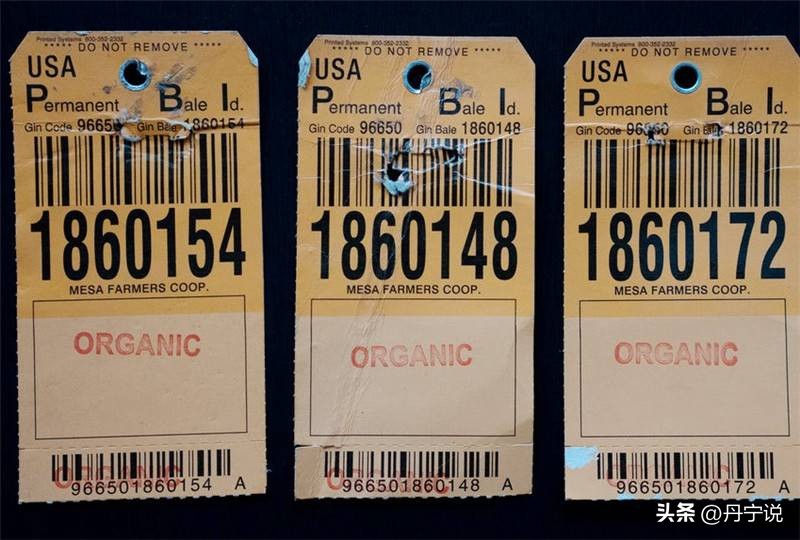 Printed Systems 800-352-2332
***** DO NOT REMOVE *****
USA
Permanent Bale Id.
Gin Code 96650 Gin Bale 1860154
1860154
MESA FARMERS COOP.
ORGANIC
ORGANIC
966501860154 A
Printed Systems 800-352-2332
***** DO NOT REMOVE *****
USA
Permanent Bale Id.
Gin Code 96650 Gin Bale 1860148
1860148
MESA FARMERS COOP.
ORGANIC
ORGANIC
966501860148 A
Printed Systems 800-352-2332
***** DO NOT REMOVE *****
USA
Permanent Bale Id.
Gin Code Gin 1860172
1860172
MESA FARMERS COOP.
ORGANIC
966501860172 A
头条 @丹宁说